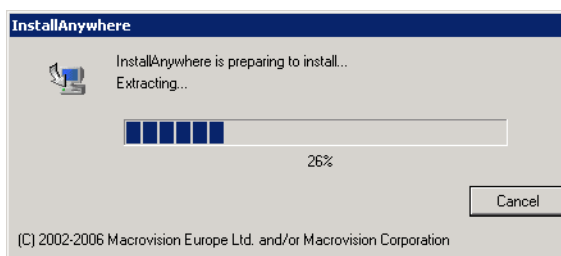 InstallAnywhere
InstallAnywhere is preparing to install...
Extracting...
26%
Cancel
(C) 2002-2006 Macrovision Europe Ltd. and/or Macrovision Corporation